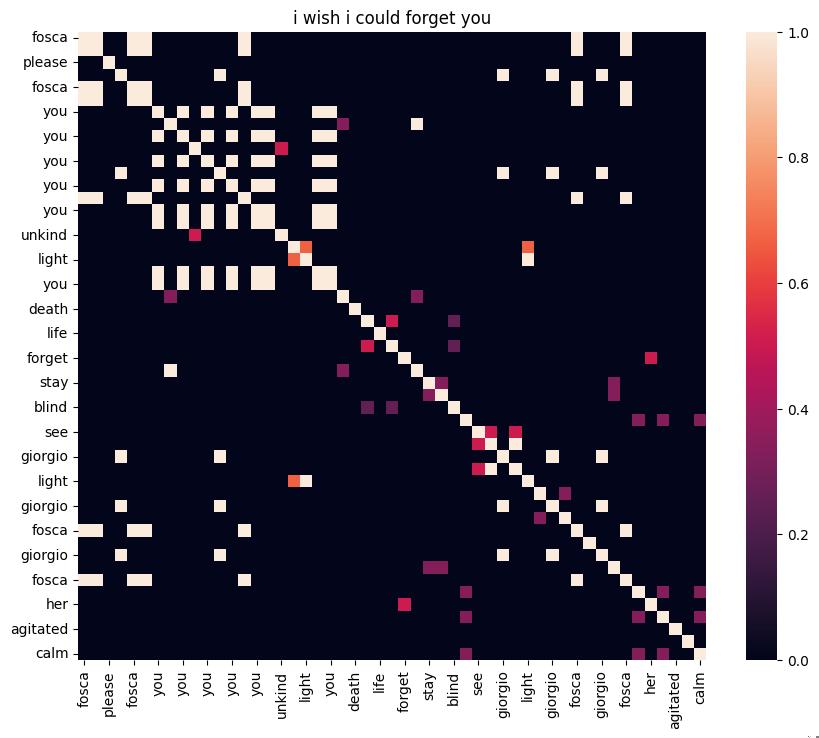 i wish i could forget you
fosca
please
fosca
you
you
you
you
you
unkind
light
you
death
life
forget
stay
blind
see
giorgio
light
giorgio
fosca
giorgio
fosca
her
agitated
calm
fosca
please
fosca
you
you
you
you
you
unkind
light
you
death
life
forget
stay
blind
see
giorgio
light
giorgio
fosca
giorgio
fosca
her
agitated
calm
1.0
0.8
0.6
0.4
0.2
0.0